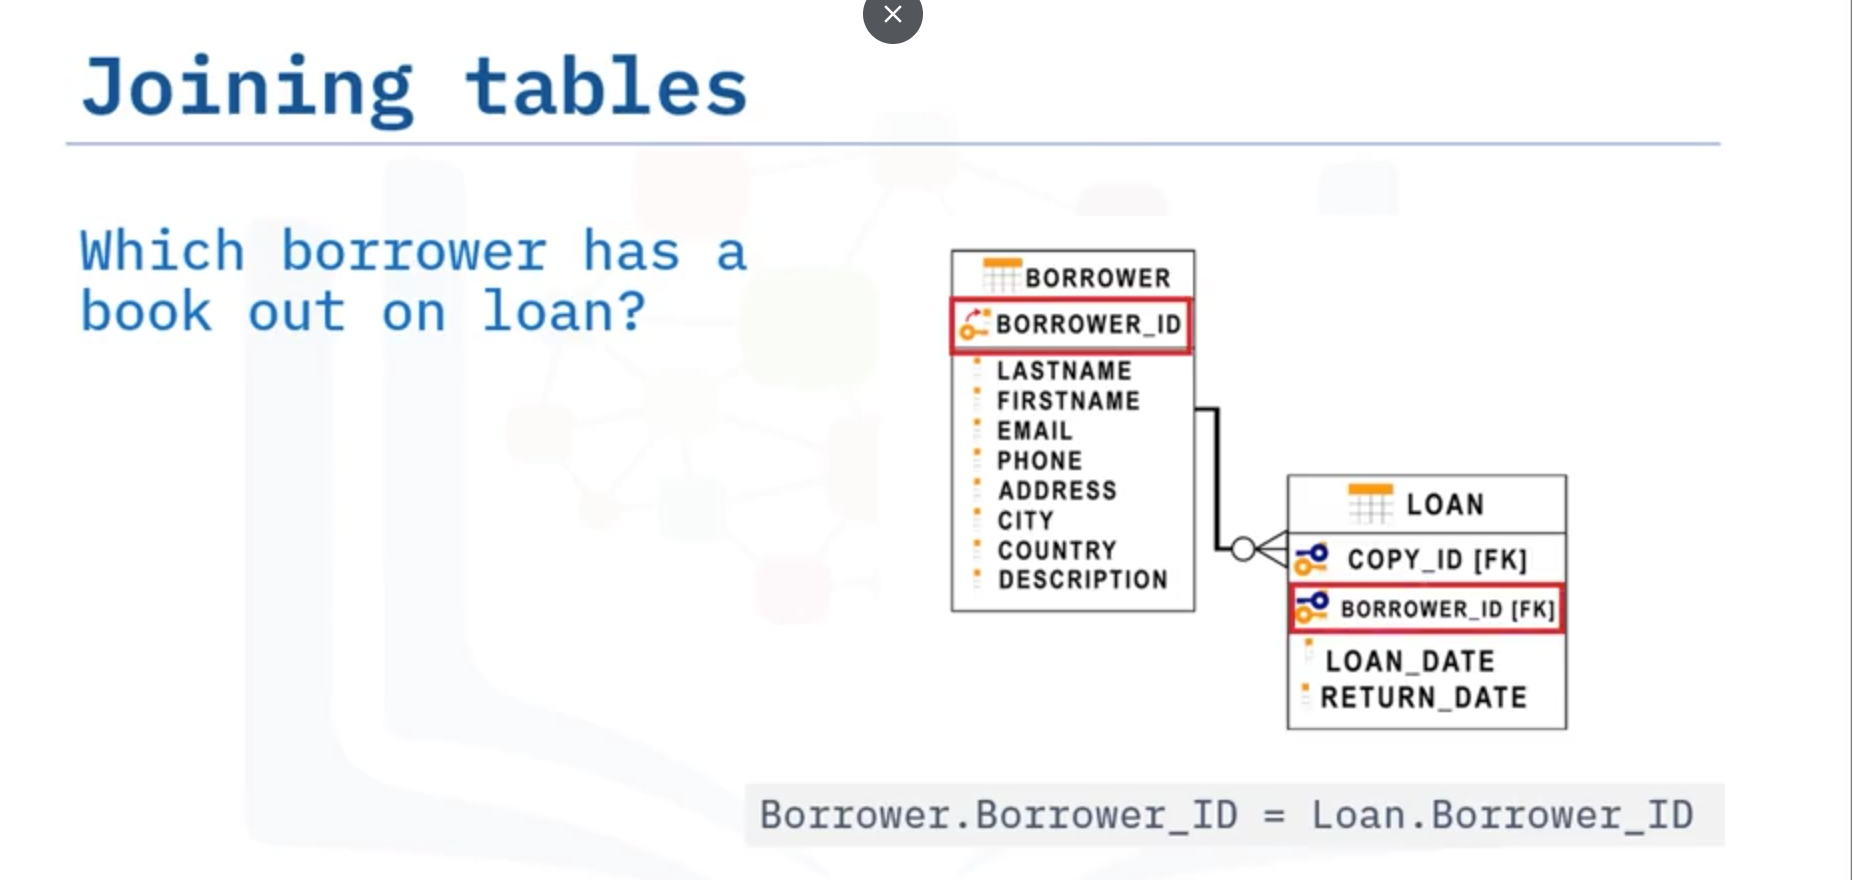 Joining tables
Which borrower has a
book out on loan?
BORROWER
BORROWER_ID
LASTNAME
FIRSTNAME
EMAIL
PHONE
ADDRESS
CITY
COUNTRY
DESCRIPTION
LOAN
COPY_ID [FK]
BORROWER_ID [FK]
LOAN_DATE
RETURN_DATE
Borrower.Borrower_ID = Loan.Borrower_ID